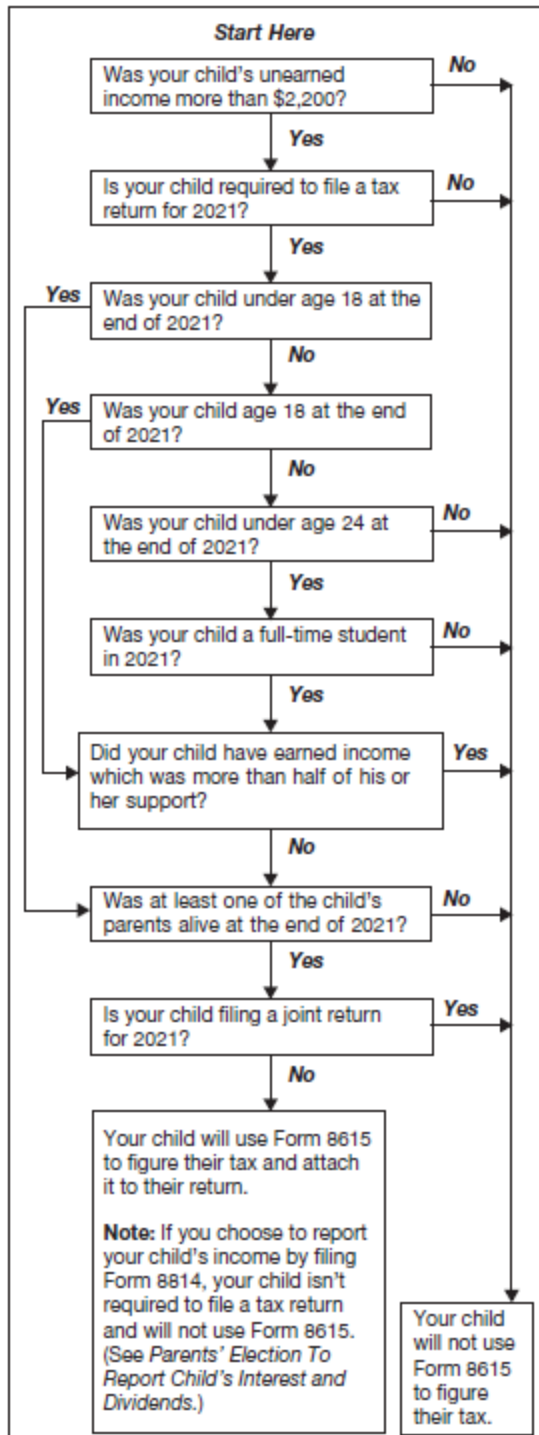 Start Here
Was your child's unearned
income more than $2,200?
No
Yes
Is your child required to file a tax
return for 2021?
No
Yes
Yes
Was your child under age 18 at the
end of 2021?
No
Yes
Was your child age 18 at the end
of 2021?
No
Was your child under age 24 at
the end of 2021?
No
Yes
Was your child a full-time student
in 2021?
No
Yes
Did your child have earned income
which was more than half of his or
her support?
Yes
No
Was at least one of the child's
parents alive at the end of 2021?
No
Yes
Is your child filing a joint return
for 2021?
Yes
No
Your child will use Form 8615
to figure their tax and attach
it to their return.
Note: If you choose to report
your child's income by filing
Form 8814, your child isn't
required to file a tax return
and will not use Form 8615.
(See Parents' Election To
Report Child's Interest and
Dividends.)
Your child
will not use
Form 8615
to figure
their tax.